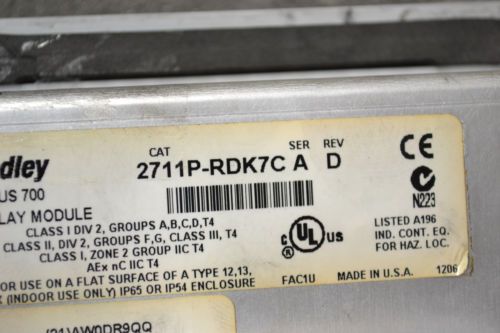 CAT SER REV
dley 2711P-RDK7C A D CE
US 700
LAY MODULE N223
CLASS I DIV 2, GROUPS A,B,C,D,T4
CLASS II, DIV 2, GROUPS F,G, CLASS III, T4
CLASS I, ZONE 2 GROUP IIC T4
AEx nC IIC T4
C UL US LISTED A196
IND. CONT. EQ.
FOR HAZ. LOC.
FOR USE ON A FLAT SURFACE OF A TYPE 12,13,
(INDOOR USE ONLY) IP65 OR IP54 ENCLOSURE
FAC1U MADE IN U.S.A. 1206